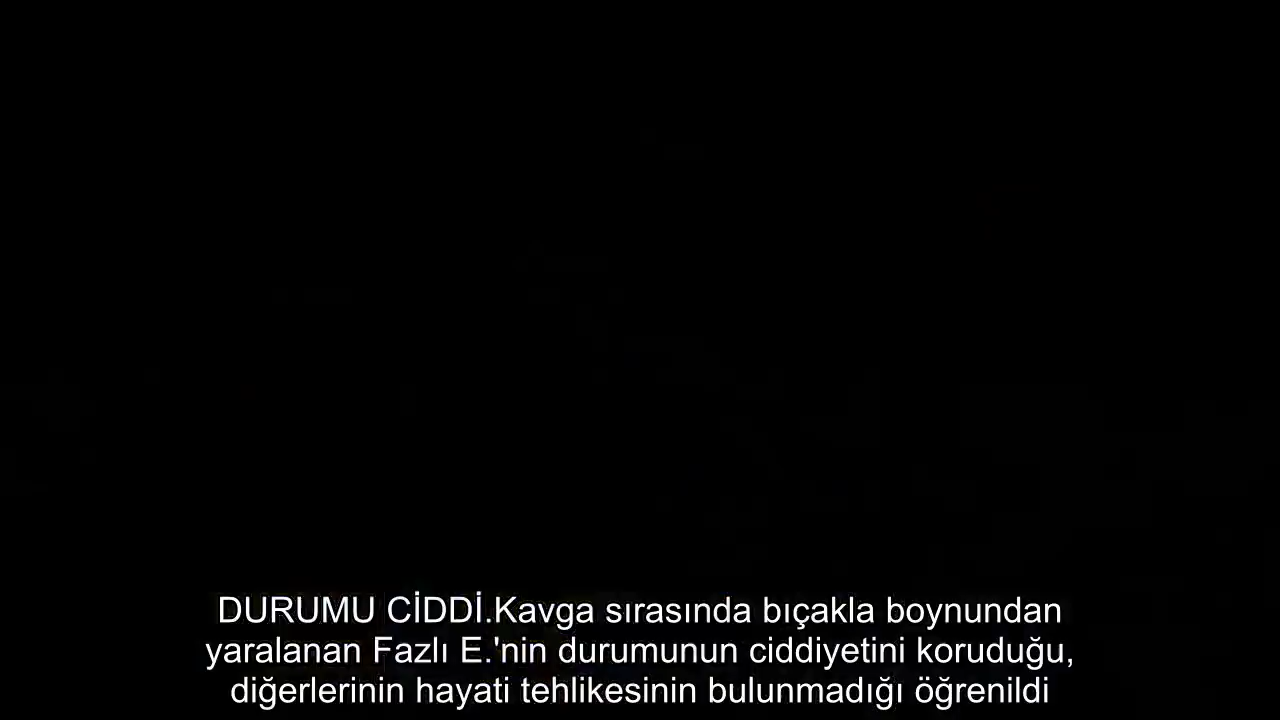 DURUMU CİDDİ.Kavga sırasında bıçakla boynundan
yaralanan Fazlı E.'nin durumunun ciddiyetini koruduğu,
diğerlerinin hayati tehlikesinin bulunmadığı öğrenildi